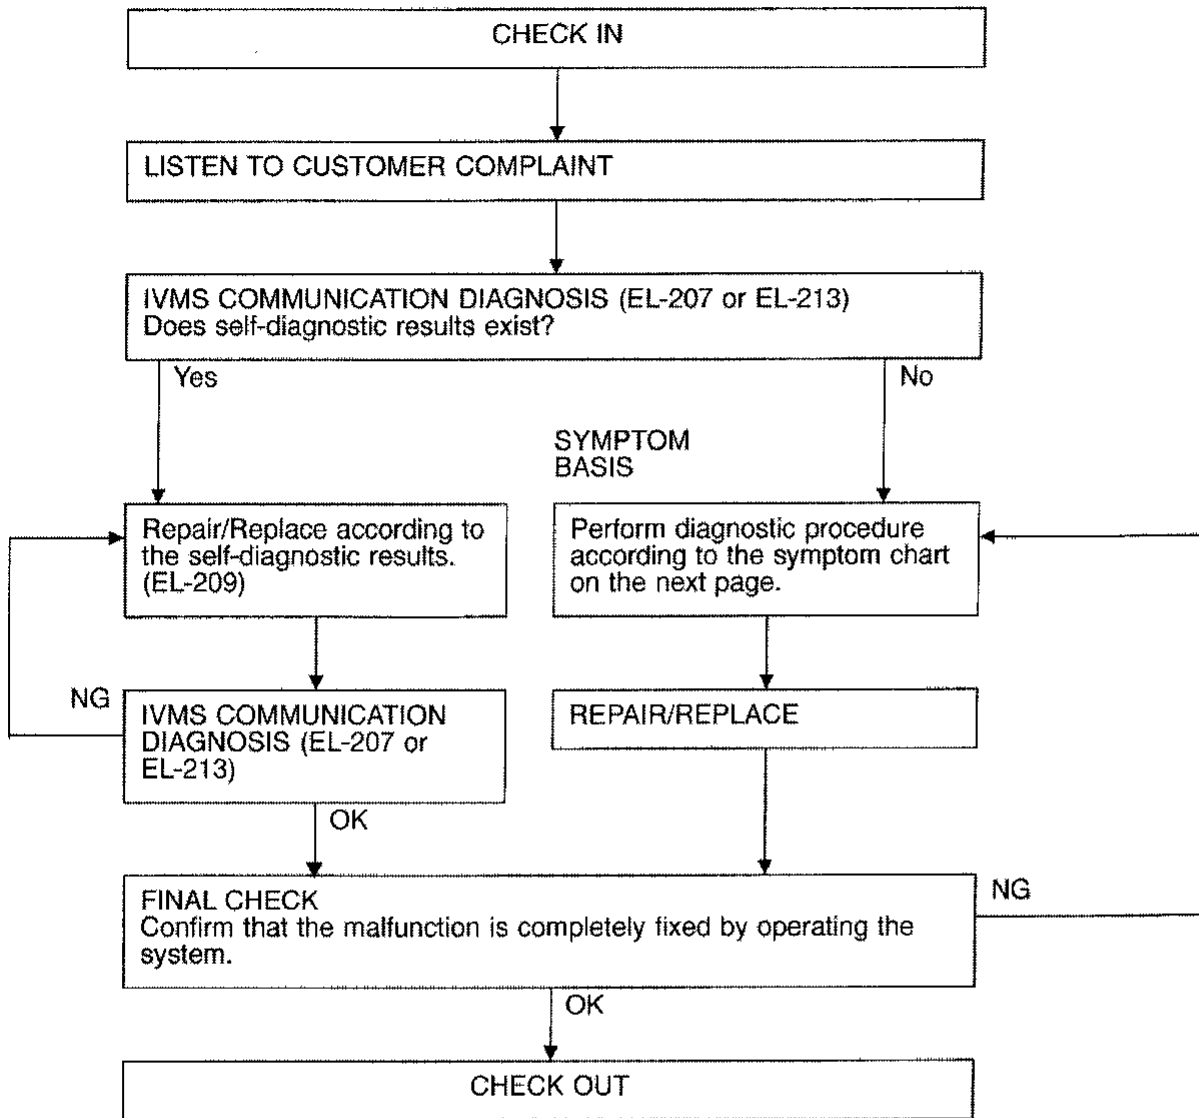 CHECK IN
LISTEN TO CUSTOMER COMPLAINT
IVMS COMMUNICATION DIAGNOSIS (EL-207 or EL-213)
Does self-diagnostic results exist?
Yes
No
SYMPTOM
BASIS
Repair/Replace according to
the self-diagnostic results.
(EL-209)
Perform diagnostic procedure
according to the symptom chart
on the next page.
NG
IVMS COMMUNICATION
DIAGNOSIS (EL-207 or
EL-213)
REPAIR/REPLACE
OK
FINAL CHECK
Confirm that the malfunction is completely fixed by operating the
system.
NG
OK
CHECK OUT